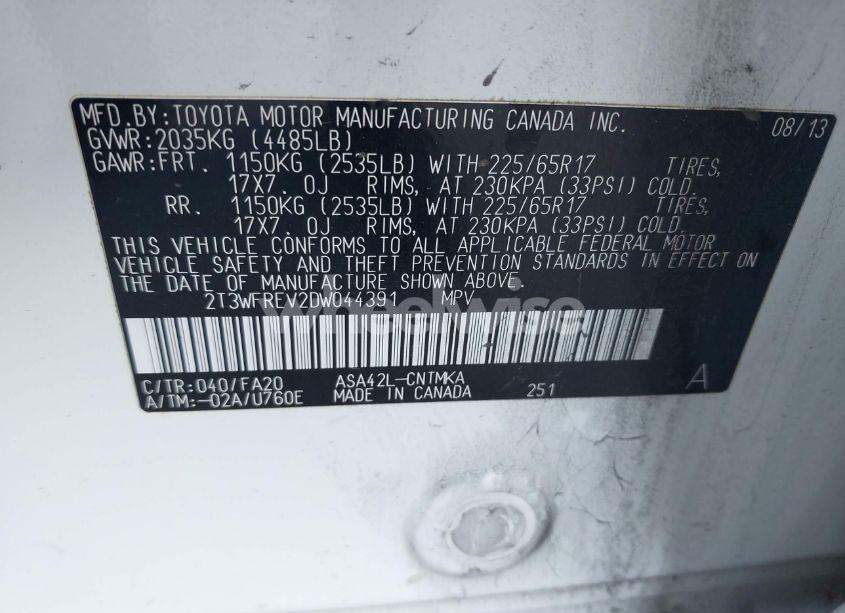 MFD.BY:TOYOTA MOTOR MANUFACTURING CANADA INC. 08/13
GVWR:2035KG (4485LB)
GAWR:FRT. 1150KG (2535LB) WITH 225/65R17 TIRES,
17X7.0J RIMS, AT 230KPA (33PSI) COLD.
RR. 1150KG (2535LB) WITH 225/65R17 TIRES,
17X7.0J RIMS, AT 230KPA (33PSI) COLD.
THIS VEHICLE CONFORMS TO ALL APPLICABLE FEDERAL MOTOR
VEHICLE SAFETY AND THEFT PREVENTION STANDARDS IN EFFECT ON
THE DATE OF MANUFACTURE SHOWN ABOVE.
2T3WFREV2DW044391 MPV
wheelwise
C/TR:040/FA20 ASA42L-CNTMKA A
A/TM:-02A/U760E MADE IN CANADA 251